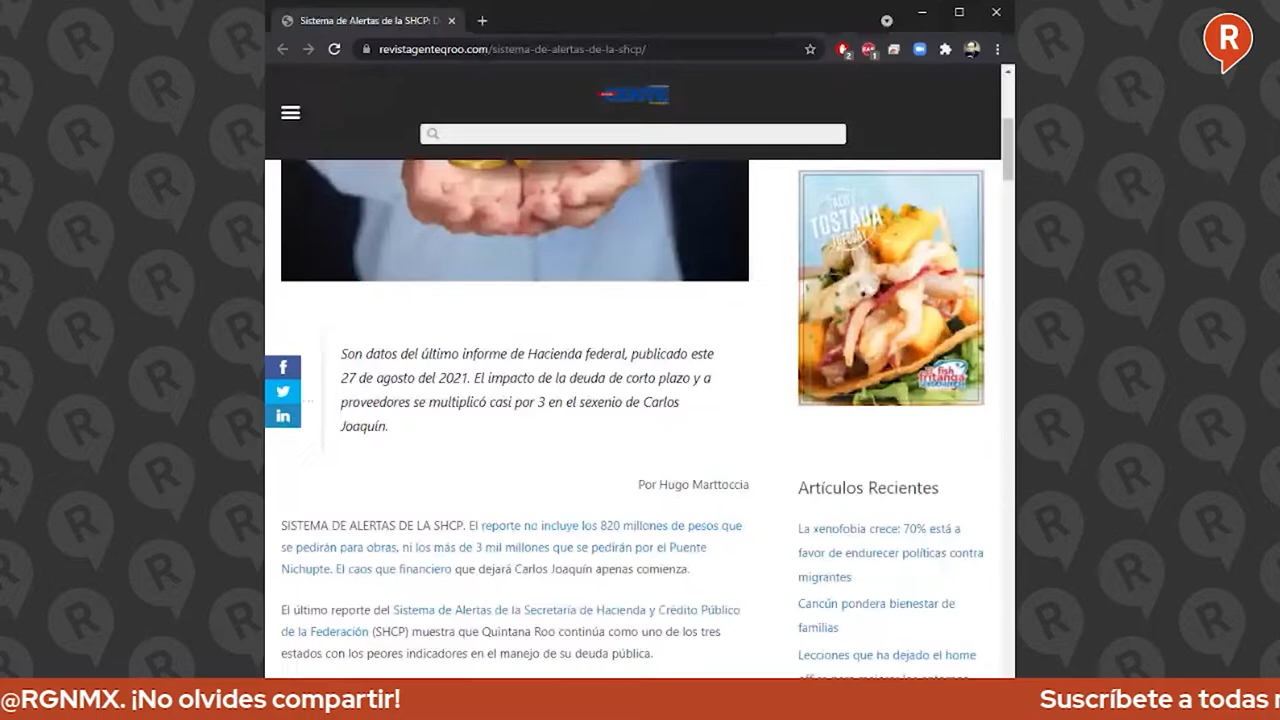 Sistema de Alertas de la SHCP: D
revistagenteqroo.com/sistema-de-alertas-de-la-shcp/
2
1
R
GENTE
TACO
TOSTADA
fish
fritanga
Son datos del último informe de Hacienda federal, publicado este
27 de agosto del 2021. El impacto de la deuda de corto plazo y a
proveedores se multiplicó casi por 3 en el sexenio de Carlos
Joaquín.
Por Hugo Marttoccia
SISTEMA DE ALERTAS DE LA SHCP. El reporte no incluye los 820 millones de pesos que
se pedirán para obras, ni los más de 3 mil millones que se pedirán por el Puente
Nichupte. El caos que financiero que dejará Carlos Joaquín apenas comienza.
El último reporte del Sistema de Alertas de la Secretaría de Hacienda y Crédito Público
de la Federación (SHCP) muestra que Quintana Roo continúa como uno de los tres
estados con los peores indicadores en el manejo de su deuda pública.
Artículos Recientes
La xenofobia crece: 70% está a
favor de endurecer políticas contra
migrantes
Cancún pondera bienestar de
familias
Lecciones que ha dejado el home
@RGNMX. ¡No olvides compartir!
Suscríbete a todas